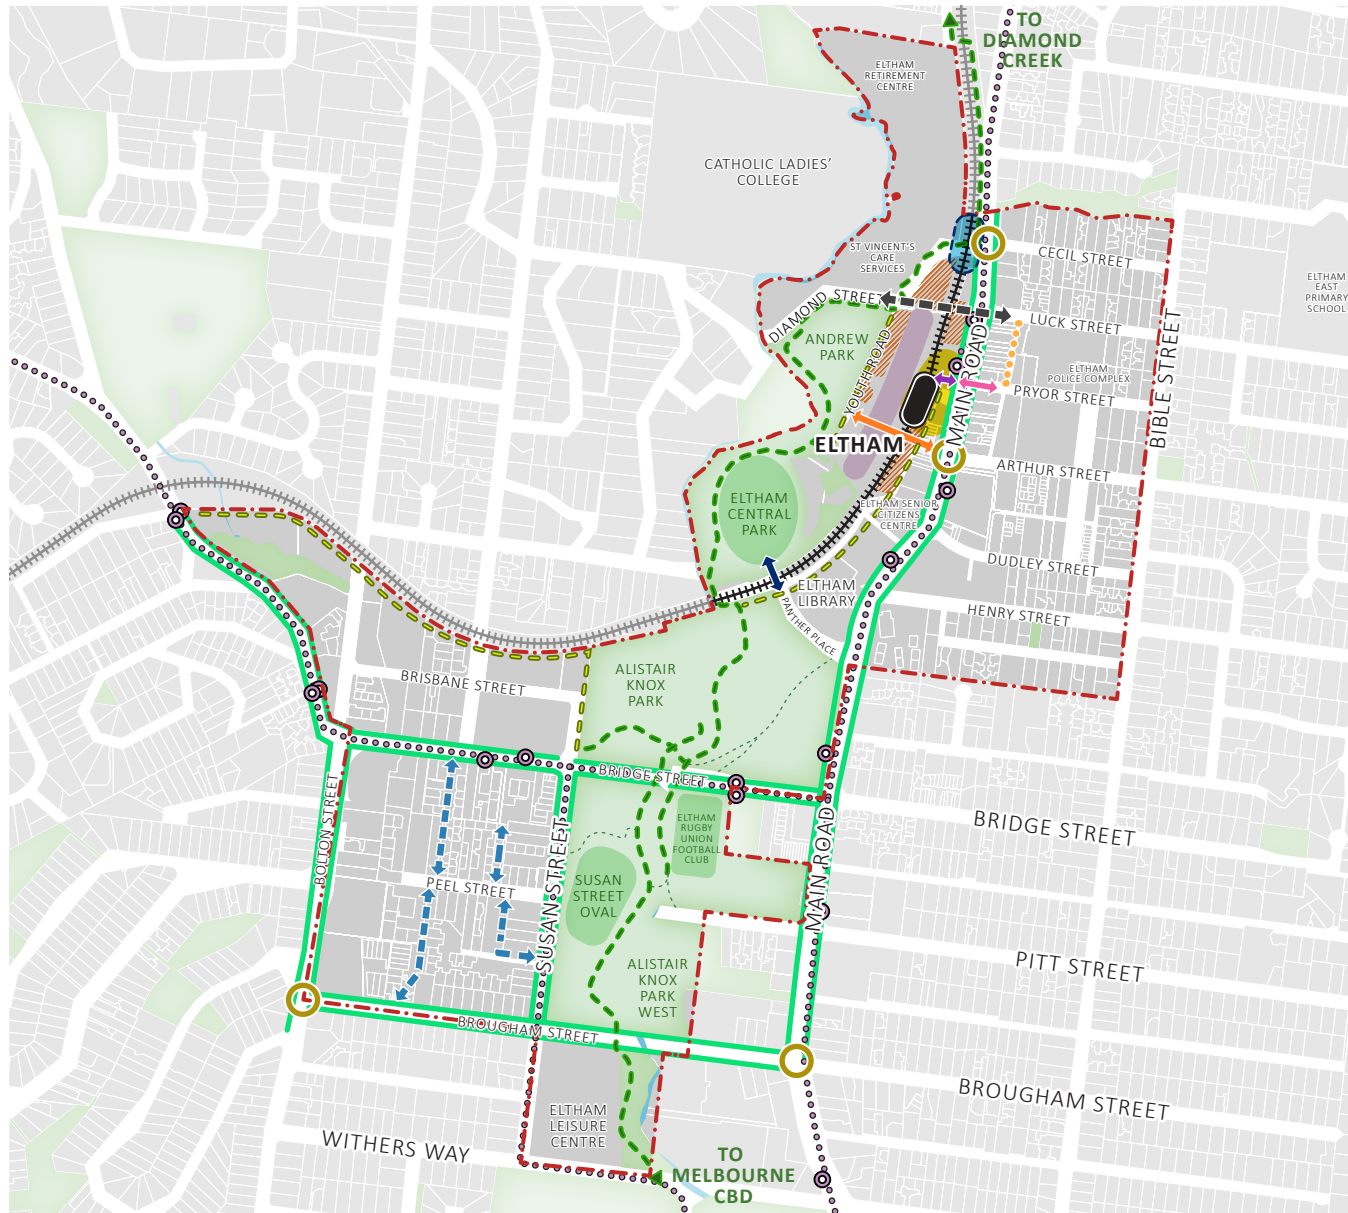 TO
DIAMOND
CREEK
ELTHAM
RETIREMENT
CENTRE
CATHOLIC LADIES'
COLLEGE
ST VINCENT'S
CARE
SERVICES
CECIL STREET
ELTHAM
EAST
PRIMARY
SCHOOL
DIAMOND STREET
LUCK STREET
ANDREW
PARK
YOUTH ROAD
MAIN ROAD
ELTHAM
POLICE COMPLEX
PRYOR STREET
BIBLE STREET
ELTHAM
ARTHUR STREET
ELTHAM
CENTRAL
PARK
ELTHAM SENIOR
CITIZENS
CENTRE
DUDLEY STREET
ELTHAM
LIBRARY
PANTHER PLACE
HENRY STREET
BRISBANE STREET
ALISTAIR
KNOX
PARK
BRIDGE STREET
BOLTON STREET
ELTHAM
RUGBY
UNION
FOOTBALL
CLUB
MAIN ROAD
BRIDGE STREET
PEEL STREET
SUSAN STREET
SUSAN
STREET
OVAL
ALISTAIR
KNOX
PARK
WEST
PITT STREET
BROUGHAM STREET
BROUGHAM STREET
ELTHAM
LEISURE
CENTRE
WITHERS WAY
TO
MELBOURNE
CBD